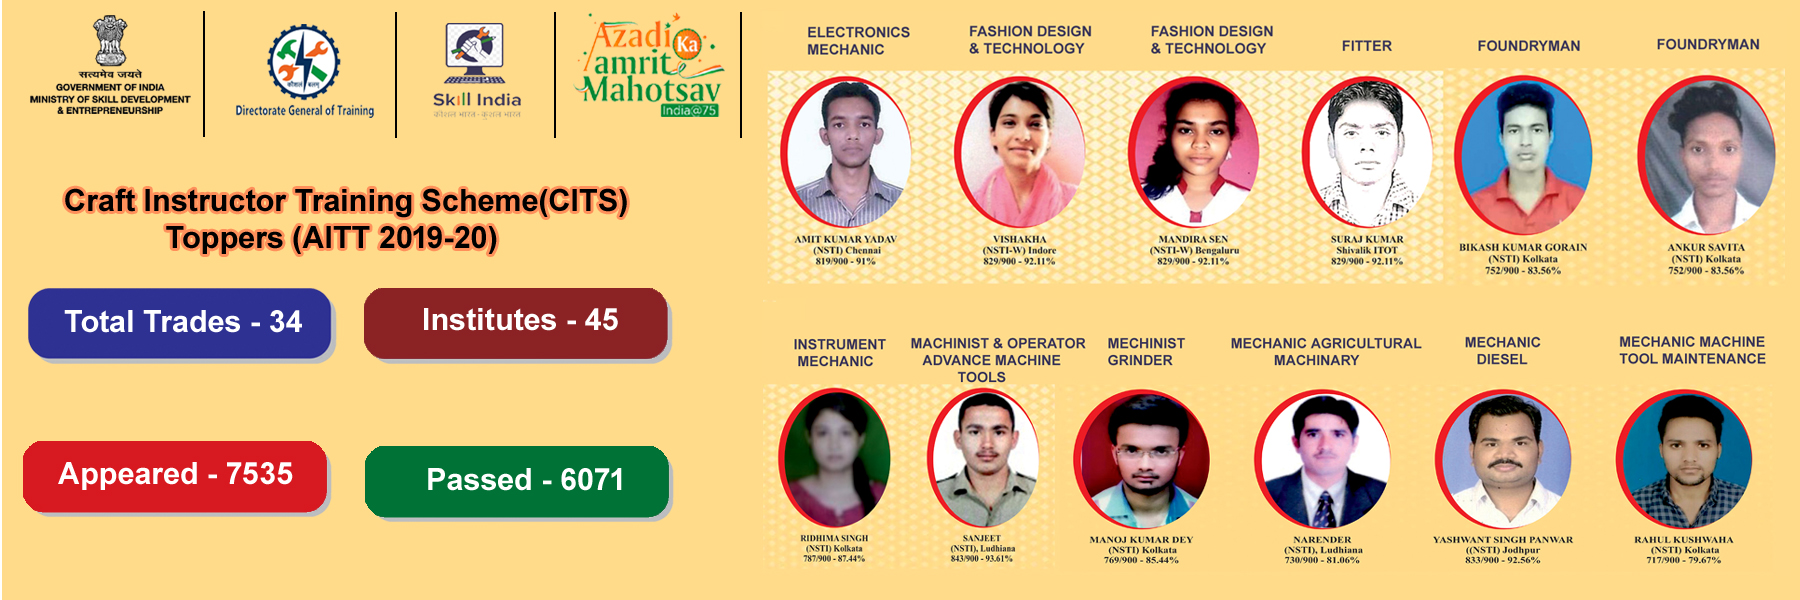 सत्यमेव जयते
GOVERNMENT OF INDIA
MINISTRY OF SKILL DEVELOPMENT
& ENTREPRENEURSHIP
Directorate General of Training
Skill India
कौशल भारत - कुशल भारत
Azadi Ka
amrit
Mahotsav
India@75
Craft Instructor Training Scheme(CITS)
Toppers (AITT 2019-20)
Total Trades - 34
Institutes - 45
Appeared - 7535
Passed - 6071
ELECTRONICS
MECHANIC
AMIT KUMAR YADAV
(NSTI) Chennai
819/900 - 91%
FASHION DESIGN
& TECHNOLOGY
VISHAKHA
(NSTI-W) Indore
829/900 - 92.11%
FASHION DESIGN
& TECHNOLOGY
MANDIRA SEN
(NSTI-W) Bengaluru
829/900 - 92.11%
FITTER
SURAJ KUMAR
Shivalik ITOT
829/900 - 92.11%
FOUNDRYMAN
BIKASH KUMAR GORAIN
(NSTI) Kolkata
752/900 - 83.56%
FOUNDRYMAN
ANKUR SAVITA
(NSTI) Kolkata
752/900 - 83.56%
INSTRUMENT
MECHANIC
RIDHIMA SINGH
(NSTI) Kolkata
787/900 - 87.44%
MACHINIST & OPERATOR
ADVANCE MACHINE
TOOLS
SANJEET
(NSTI), Ludhiana
843/900 - 93.61%
MECHINIST
GRINDER
MANOJ KUMAR DEY
(NSTI) Kolkata
769/900 - 85.44%
MECHANIC AGRICULTURAL
MACHINARY
NARENDER
(NSTI), Ludhiana
730/900 - 81.06%
MECHANIC
DIESEL
YASHWANT SINGH PANWAR
((NSTI) Jodhpur
833/900 - 92.56%
MECHANIC MACHINE
TOOL MAINTENANCE
RAHUL KUSHWAHA
(NSTI) Kolkata
717/900 - 79.67%